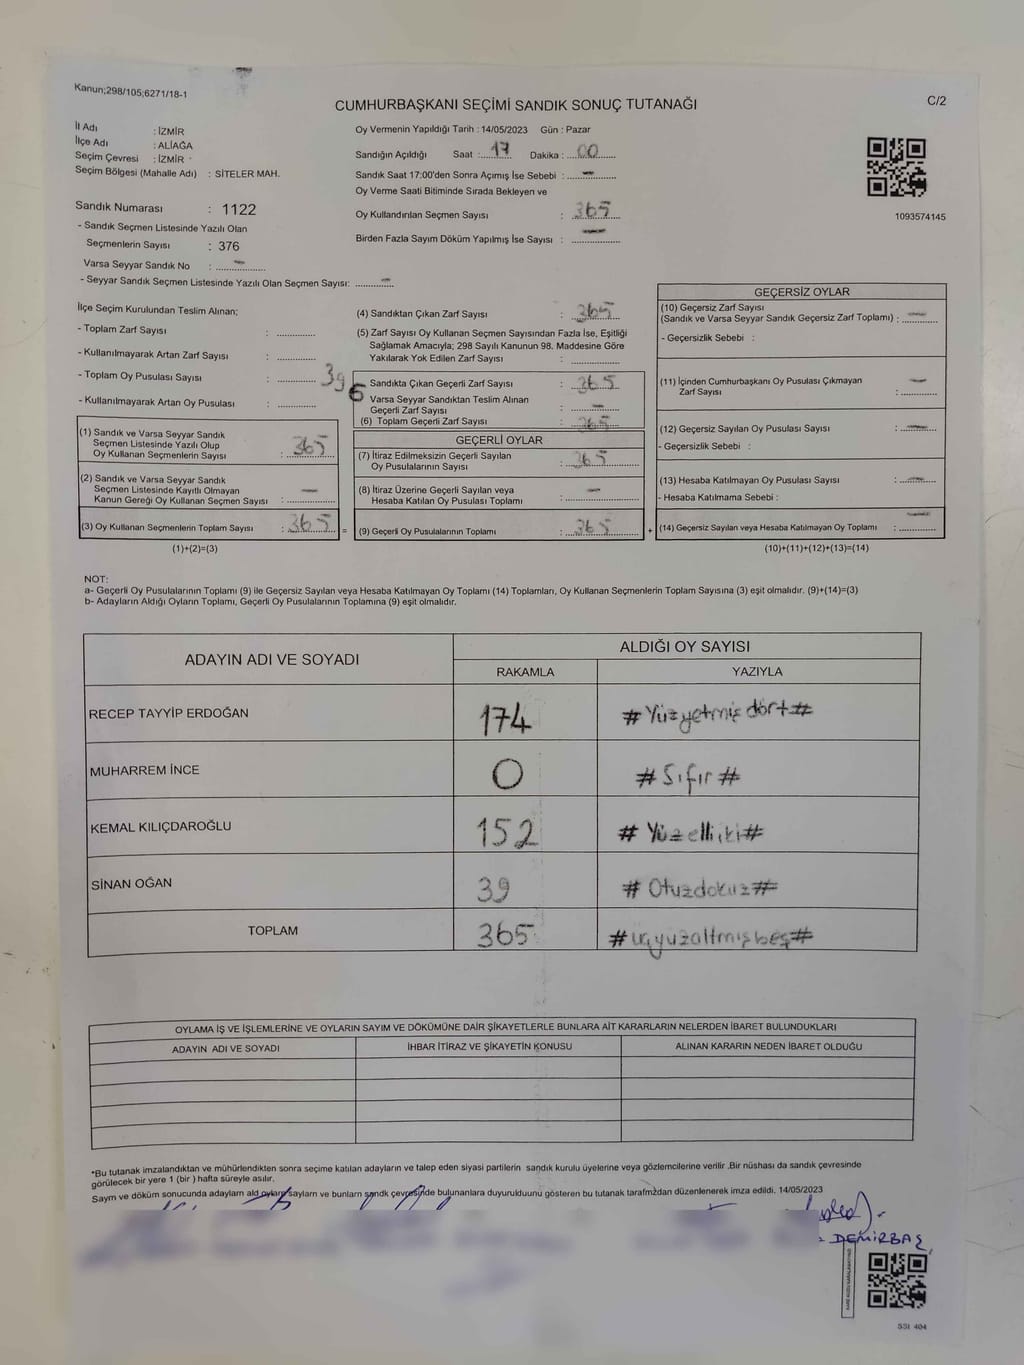 Kanun;298/105;6271/18-1
CUMHURBAŞKANI SEÇİMİ SANDIK SONUÇ TUTANAĞI
C/2
İl Adı : İZMİR
İlçe Adı : ALİAĞA
Seçim Çevresi : İZMİR
Seçim Bölgesi (Mahalle Adı) : SİTELER MAH.
Sandık Numarası : 1122
- Sandık Seçmen Listesinde Yazılı Olan
Seçmenlerin Sayısı : 376
Varsa Seyyar Sandık No : -
- Seyyar Sandık Seçmen Listesinde Yazılı Olan Seçmen Sayısı: -
Oy Vermenin Yapıldığı Tarih : 14/05/2023 Gün : Pazar
Sandığın Açıldığı Saat : 17 Dakika : 00
Sandık Saat 17:00'den Sonra Açımış İse Sebebi : -
Oy Verme Saati Bitiminde Sırada Bekleyen ve
Oy Kullandırılan Seçmen Sayısı : 365
Birden Fazla Sayım Döküm Yapılmış İse Sayısı : -
1093574145
İlçe Seçim Kurulundan Teslim Alınan;
- Toplam Zarf Sayısı :
- Kullanılmayarak Artan Zarf Sayısı :
- Toplam Oy Pusulası Sayısı : 396
- Kullanılmayarak Artan Oy Pusulası :
(1) Sandık ve Varsa Seyyar Sandık
Seçmen Listesinde Yazılı Olup
Oy Kullanan Seçmenlerin Sayısı : 365
(2) Sandık ve Varsa Seyyar Sandık
Seçmen Listesinde Kayıtlı Olmayan
Kanun Gereği Oy Kullanan Seçmen Sayısı : -
(3) Oy Kullanan Seçmenlerin Toplam Sayısı : 365 =
(1)+(2)=(3)
(4) Sandıktan Çıkan Zarf Sayısı : 365
(5) Zarf Sayısı Oy Kullanan Seçmen Sayısından Fazla İse, Eşitliği
Sağlamak Amacıyla; 298 Sayılı Kanunun 98. Maddesine Göre
Yakılarak Yok Edilen Zarf Sayısı :
Sandıkta Çıkan Geçerli Zarf Sayısı : 365
Varsa Seyyar Sandıktan Teslim Alınan
Geçerli Zarf Sayısı : -
(6) Toplam Geçerli Zarf Sayısı : 365
GEÇERLİ OYLAR
(7) İtiraz Edilmeksizin Geçerli Sayılan
Oy Pusulalarının Sayısı : 365
(8) İtiraz Üzerine Geçerli Sayılan veya
Hesaba Katılan Oy Pusulası Toplamı : -
(9) Geçerli Oy Pusulalarının Toplamı : 365 +
GEÇERSİZ OYLAR
(10) Geçersiz Zarf Sayısı
(Sandık ve Varsa Seyyar Sandık Geçersiz Zarf Toplamı) : -
- Geçersizlik Sebebi :
(11) İçinden Cumhurbaşkanı Oy Pusulası Çıkmayan
Zarf Sayısı : -
(12) Geçersiz Sayılan Oy Pusulası Sayısı : -
- Geçersizlik Sebebi :
(13) Hesaba Katılmayan Oy Pusulası Sayısı : -
- Hesaba Katılmama Sebebi :
(14) Geçersiz Sayılan veya Hesaba Katılmayan Oy Toplamı : -
(10)+(11)+(12)+(13)=(14)
NOT:
a- Geçerli Oy Pusulalarının Toplamı (9) ile Geçersiz Sayılan veya Hesaba Katılmayan Oy Toplamı (14) Toplamları, Oy Kullanan Seçmenlerin Toplam Sayısına (3) eşit olmalıdır. (9)+(14)=(3)
b- Adayların Aldığı Oyların Toplamı, Geçerli Oy Pusulalarının Toplamına (9) eşit olmalıdır.
ADAYIN ADI VE SOYADI
ALDIĞI OY SAYISI
RAKAMLA YAZIYLA
RECEP TAYYİP ERDOĞAN 174 #Yüzyetmiş dört#
MUHARREM İNCE 0 #Sıfır#
KEMAL KILIÇDAROĞLU 152 #Yüzelliiki#
SİNAN OĞAN 39 #Otuzdokuz#
TOPLAM 365 #üçyüzaltmışbeş#
OYLAMA İŞ VE İŞLEMLERİNE VE OYLARIN SAYIM VE DÖKÜMÜNE DAİR ŞİKAYETLERLE BUNLARA AİT KARARLARIN NELERDEN İBARET BULUNDUKLARI
ADAYIN ADI VE SOYADI İHBAR İTİRAZ VE ŞİKAYETİN KONUSU ALINAN KARARIN NEDEN İBARET OLDUĞU
*Bu tutanak imzalandıktan ve mühürlendikten sonra seçime katılan adayların ve talep eden siyasi partilerin sandık kurulu üyelerine veya gözlemcilerine verilir .Bir nüshası da sandık çevresinde
görülecek bir yere 1 (bir ) hafta süreyle asılır.
Sayım ve döküm sonucunda adaylarn ald oylarn saylarn ve bunlarn sandk çevresinde bulunanlara duyurulduunu gösteren bu tutanak tarafmzdan düzenlenerek imza edildi. 14/05/2023
DEMİRBAŞ
SSI 404